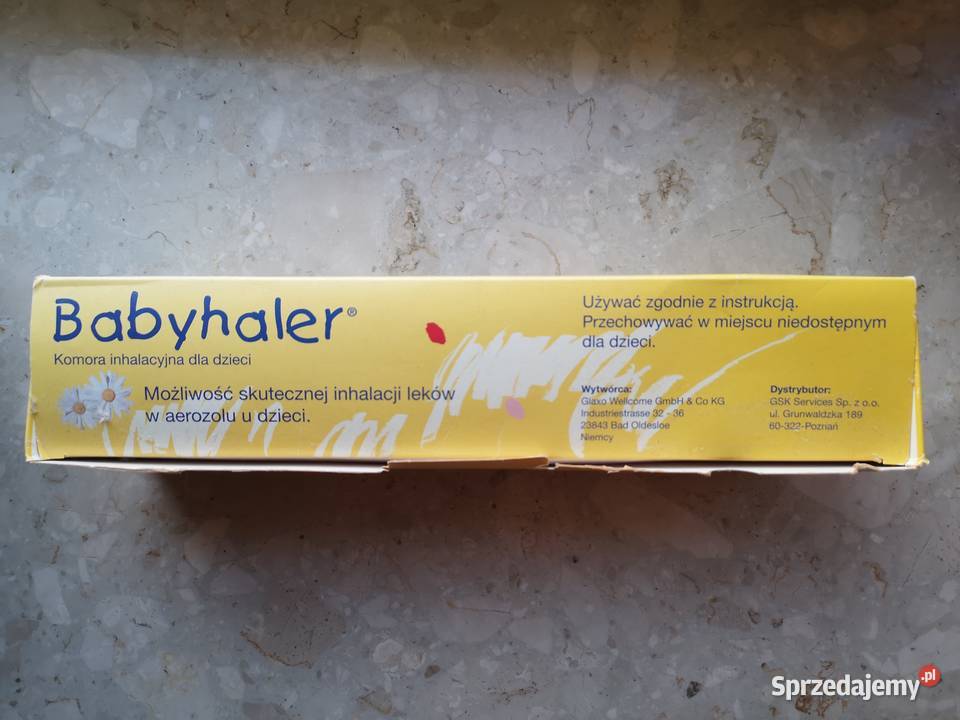 Babyhaler®
Komora inhalacyjna dla dzieci
Możliwość skutecznej inhalacji leków
w aerozolu u dzieci.
Używać zgodnie z instrukcją.
Przechowywać w miejscu niedostępnym
dla dzieci.
Wytwórca:
Glaxo Wellcome GmbH & Co KG
Industriestrasse 32 - 36
23843 Bad Oldesloe
Niemcy
Dystrybutor:
GSK Services Sp. z o.o.
ul. Grunwaldzka 189
60-322-Poznań
Sprzedajemy.pl